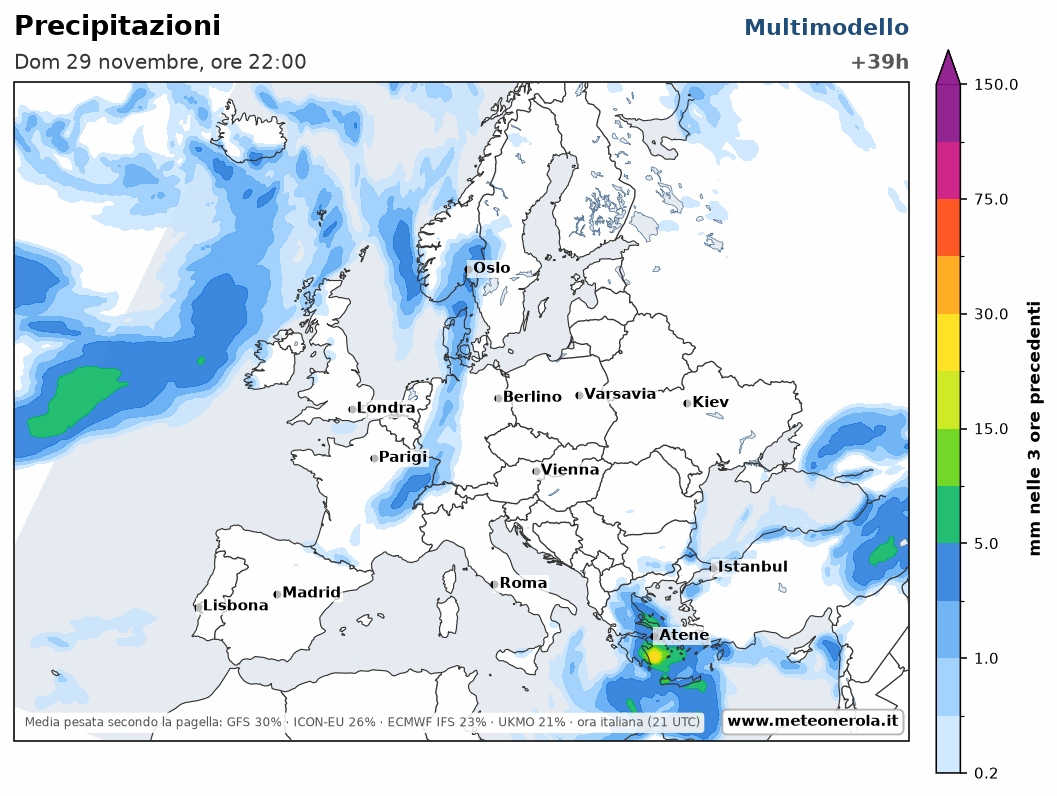 Precipitazioni
Multimodello
Dom 29 novembre, ore 22:00
+39h
150.0
75.0
30.0
15.0
5.0
1.0
0.2
mm nelle 3 ore precedenti
Oslo
Berlino
Varsavia
Kiev
Londra
Parigi
Vienna
Istanbul
Roma
Madrid
Lisbona
Atene
Media pesata secondo la pagella: GFS 30% · ICON-EU 26% · ECMWF IFS 23% · UKMO 21% · ora italiana (21 UTC)
www.meteonerola.it